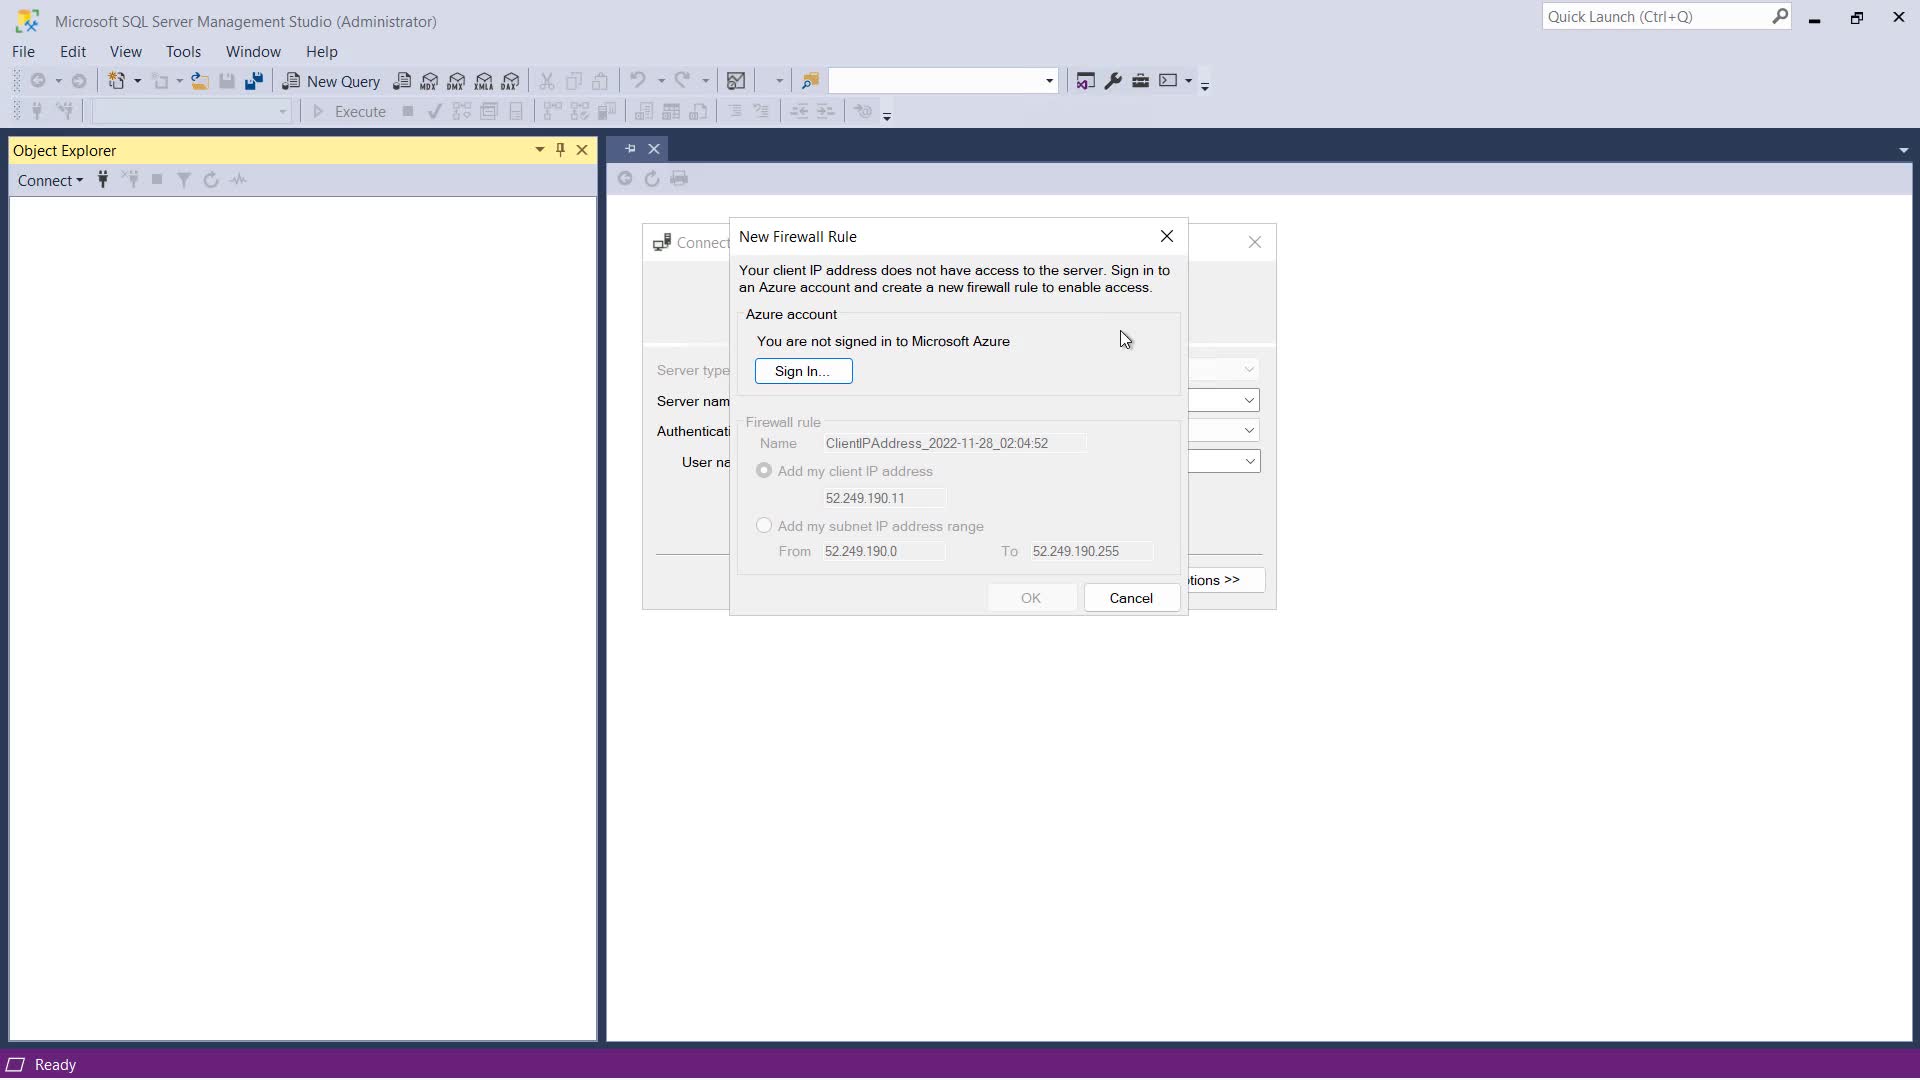 Microsoft SQL Server Management Studio (Administrator)
Quick Launch (Ctrl+Q)
File Edit View Tools Window Help
New Query
MDX DMX XMLA DAX
Execute
Object Explorer
Connect
Connect
New Firewall Rule
Your client IP address does not have access to the server. Sign in to
an Azure account and create a new firewall rule to enable access.
Azure account
You are not signed in to Microsoft Azure
Sign In...
Server type
Server nam
Authenticati
User na
Firewall rule
Name ClientIPAddress_2022-11-28_02:04:52
Add my client IP address
52.249.190.11
Add my subnet IP address range
From 52.249.190.0 To 52.249.190.255
OK Cancel
tions >>
Ready